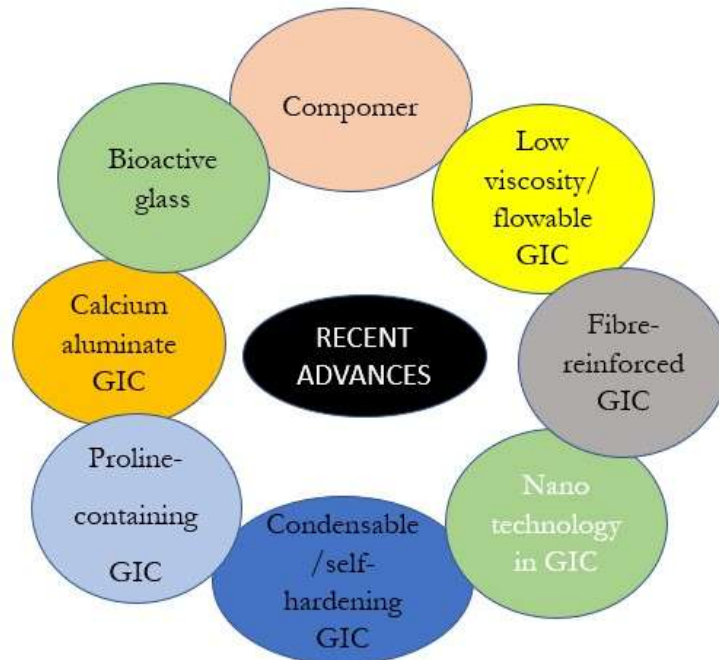 Compomer
Low
viscosity/
flowable
GIC
Fibre-
reinforced
GIC
Nano
technology
in GIC
Condensable
/self-
hardening
GIC
Proline-
containing
GIC
Calcium
aluminate
GIC
Bioactive
glass
RECENT
ADVANCES